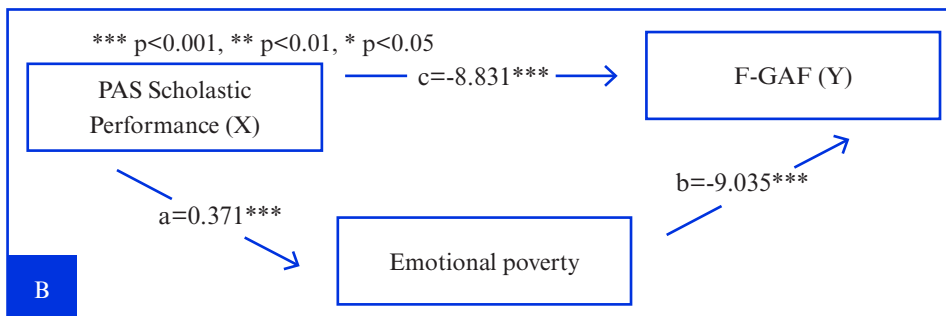 *** p<0.001, ** p<0.01, * p<0.05
PAS Scholastic
Performance (X)
c=-8.831***
F-GAF (Y)
a=0.371***
b=-9.035***
Emotional poverty
B